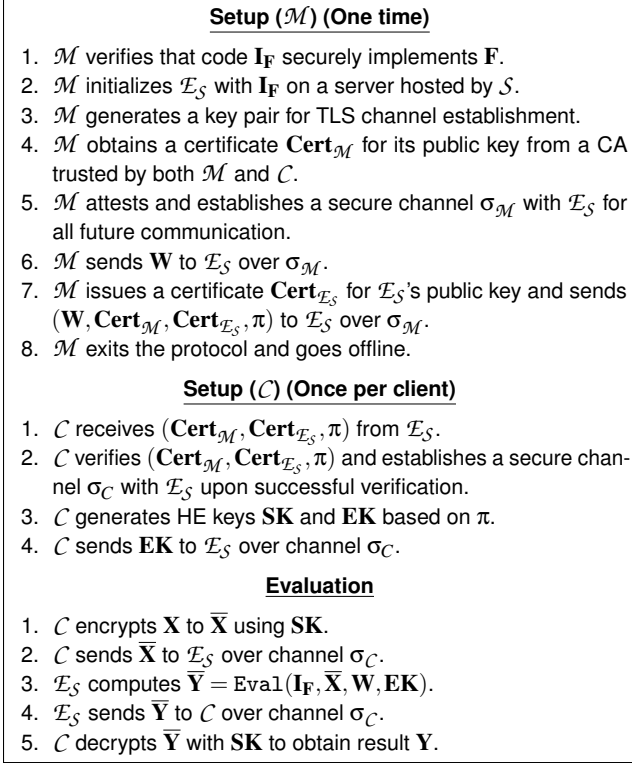 Setup (ℳ) (One time)
1. ℳ verifies that code I_F securely implements F.
2. ℳ initializes ℰ_𝒮 with I_F on a server hosted by 𝒮.
3. ℳ generates a key pair for TLS channel establishment.
4. ℳ obtains a certificate Cert_ℳ for its public key from a CA
trusted by both ℳ and 𝒞.
5. ℳ attests and establishes a secure channel σ_ℳ with ℰ_𝒮 for
all future communication.
6. ℳ sends W to ℰ_𝒮 over σ_ℳ.
7. ℳ issues a certificate Cert_ℰ_𝒮 for ℰ_𝒮's public key and sends
(W, Cert_ℳ, Cert_ℰ_𝒮, π) to ℰ_𝒮 over σ_ℳ.
8. ℳ exits the protocol and goes offline.
Setup (𝒞) (Once per client)
1. 𝒞 receives (Cert_ℳ, Cert_ℰ_𝒮, π) from ℰ_𝒮.
2. 𝒞 verifies (Cert_ℳ, Cert_ℰ_𝒮, π) and establishes a secure chan-
nel σ_C with ℰ_𝒮 upon successful verification.
3. 𝒞 generates HE keys SK and EK based on π.
4. 𝒞 sends EK to ℰ_𝒮 over channel σ_C.
Evaluation
1. 𝒞 encrypts X to X̅ using SK.
2. 𝒞 sends X̅ to ℰ_𝒮 over channel σ_𝒞.
3. ℰ_𝒮 computes Y̅ = Eval(I_F, X̅, W, EK).
4. ℰ_𝒮 sends Y̅ to 𝒞 over channel σ_𝒞.
5. 𝒞 decrypts Y̅ with SK to obtain result Y.